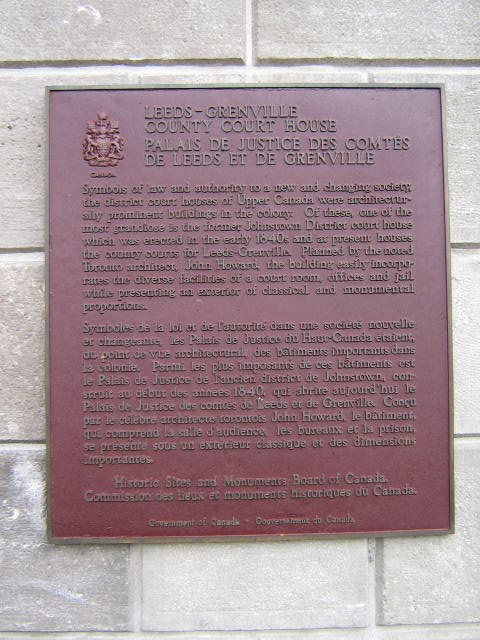 LEEDS-GRENVILLE
COUNTY COURT HOUSE
PALAIS DE JUSTICE DES COMTÉS
DE LEEDS ET DE GRENVILLE
CANADA
Symbols of law and authority to a new and changing society,
the district court houses of Upper Canada were architectur-
ally prominent buildings in the colony. Of these, one of the
most grandiose is the former Johnstown District court house
which was erected in the early 1840s and at present houses
the county courts for Leeds-Grenville. Planned by the noted
Toronto architect, John Howard, the building easily incorpo-
rates the diverse facilities of a court room, offices and jail
while presenting an exterior of classical and monumental
proportions.
Symboles de la loi et de l'autorité dans une société nouvelle
et changeante, les Palais de Justice du Haut-Canada étaient,
du point de vue architectural, des bâtiments importants dans
la colonie. Parmi les plus imposants de ces bâtiments est
le Palais de Justice de l'ancien district de Johnstown, con-
struit au début des années 1840, qui abrite aujourd'hui le
Palais de Justice des comtés de Leeds et de Grenville. Conçu
par le célèbre architecte torontois John Howard, le bâtiment,
qui comprend la salle d'audience, les bureaux et la prison,
se présente sous un extérieur classique et des dimensions
importantes.
Historic Sites and Monuments Board of Canada.
Commission des lieux et monuments historiques du Canada.
Government of Canada - Gouvernement du Canada